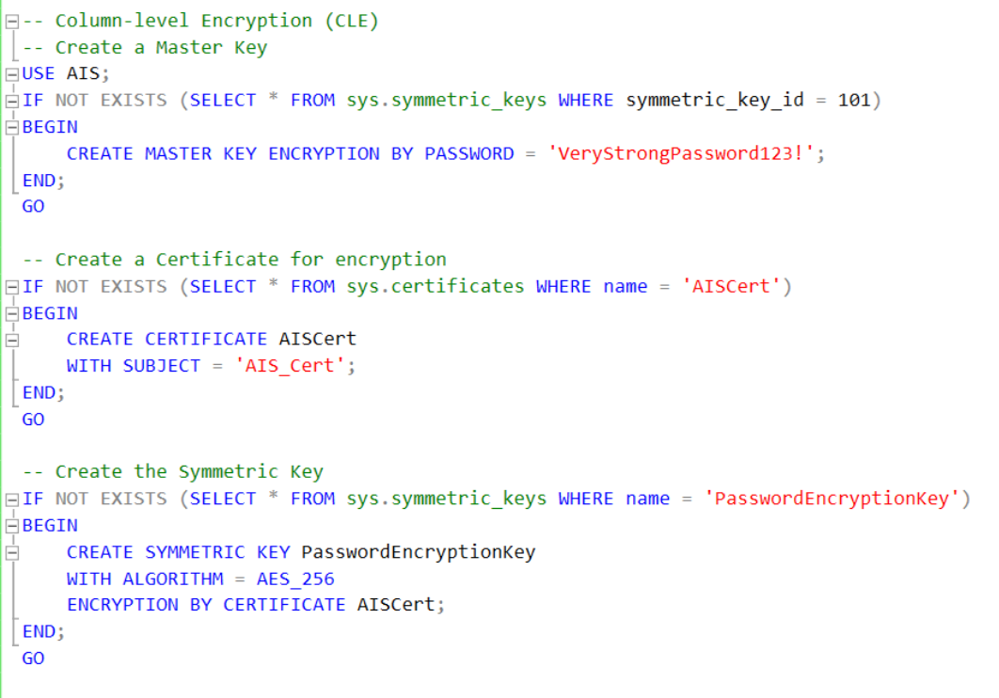 -- Column-level Encryption (CLE)
-- Create a Master Key
USE AIS;
IF NOT EXISTS (SELECT * FROM sys.symmetric_keys WHERE symmetric_key_id = 101)
BEGIN
    CREATE MASTER KEY ENCRYPTION BY PASSWORD = 'VeryStrongPassword123!';
END;
GO

-- Create a Certificate for encryption
IF NOT EXISTS (SELECT * FROM sys.certificates WHERE name = 'AISCert')
BEGIN
    CREATE CERTIFICATE AISCert
    WITH SUBJECT = 'AIS_Cert';
END;
GO

-- Create the Symmetric Key
IF NOT EXISTS (SELECT * FROM sys.symmetric_keys WHERE name = 'PasswordEncryptionKey')
BEGIN
    CREATE SYMMETRIC KEY PasswordEncryptionKey
    WITH ALGORITHM = AES_256
    ENCRYPTION BY CERTIFICATE AISCert;
END;
GO